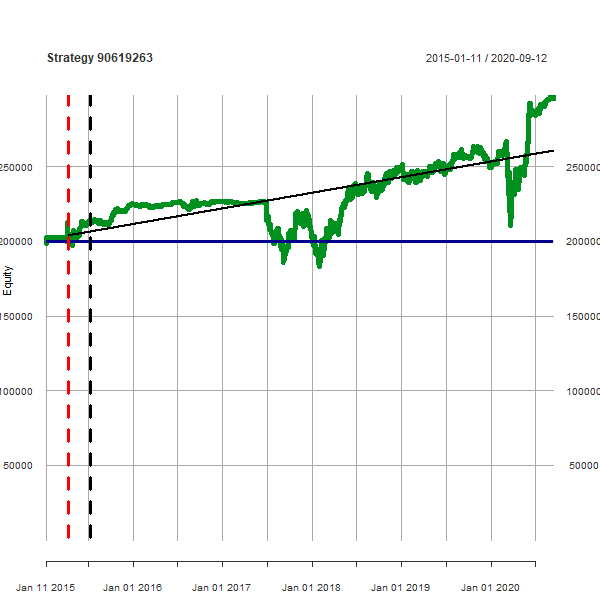 Strategy 90619263
2015-01-11 / 2020-09-12
250000
250000
200000
200000
Equity
150000
150000
100000
100000
50000
50000
Jan 11 2015
Jan 01 2016
Jan 01 2017
Jan 01 2018
Jan 01 2019
Jan 01 2020